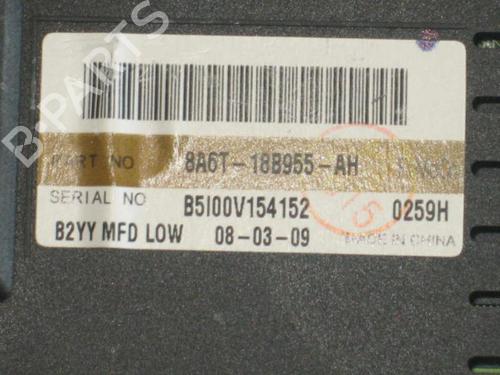 PART NO 8A6T-18B955-AH
SERIAL NO B5I00V154152 0259H
B2YY MFD LOW 08-03-09 MADE IN CHINA
B-PARTS